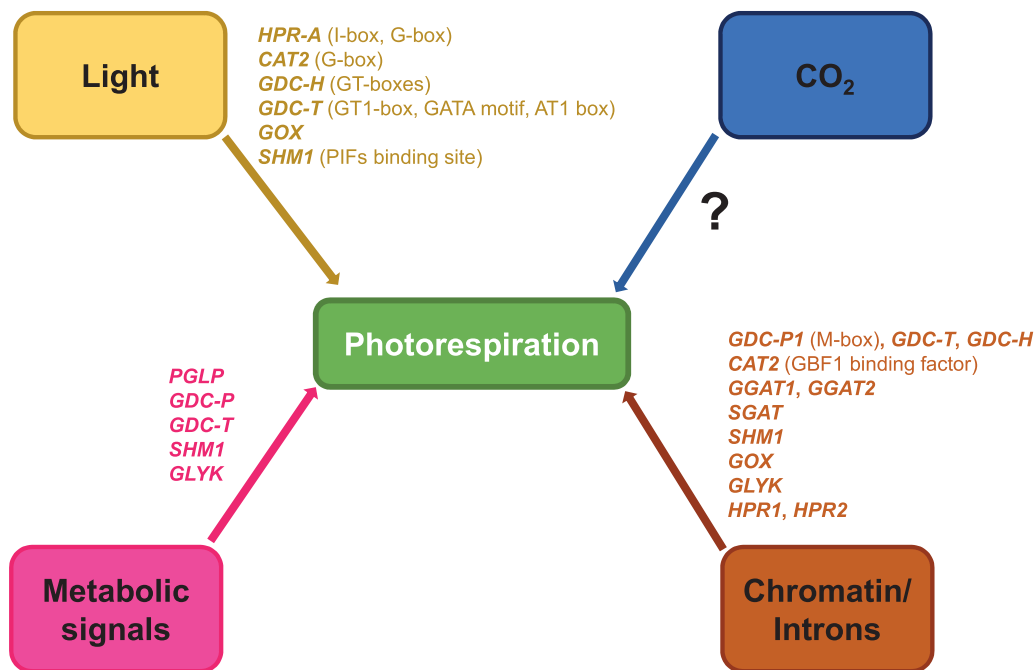 Light
HPR-A (I-box, G-box)
CAT2 (G-box)
GDC-H (GT-boxes)
GDC-T (GT1-box, GATA motif, AT1 box)
GOX
SHM1 (PIFs binding site)
CO₂
?
Photorespiration
PGLP
GDC-P
GDC-T
SHM1
GLYK
GDC-P1 (M-box), GDC-T, GDC-H
CAT2 (GBF1 binding factor)
GGAT1, GGAT2
SGAT
SHM1
GOX
GLYK
HPR1, HPR2
Metabolic
signals
Chromatin/
Introns